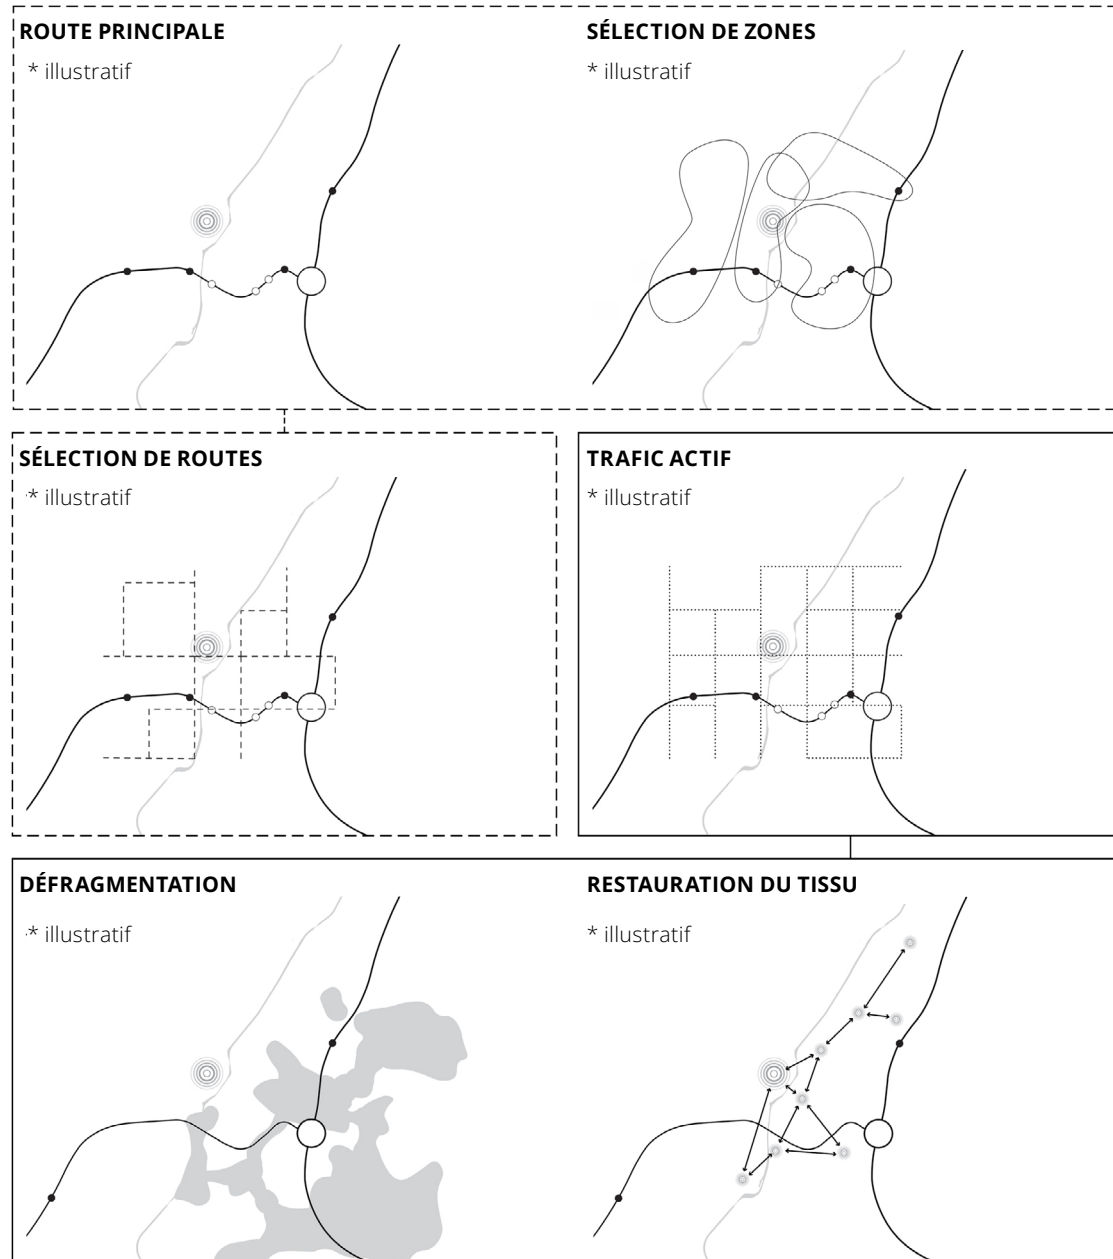 ROUTE PRINCIPALE
* illustratif
SÉLECTION DE ZONES
* illustratif
SÉLECTION DE ROUTES
* illustratif
TRAFIC ACTIF
* illustratif
DÉFRAGMENTATION
* illustratif
RESTAURATION DU TISSU
* illustratif